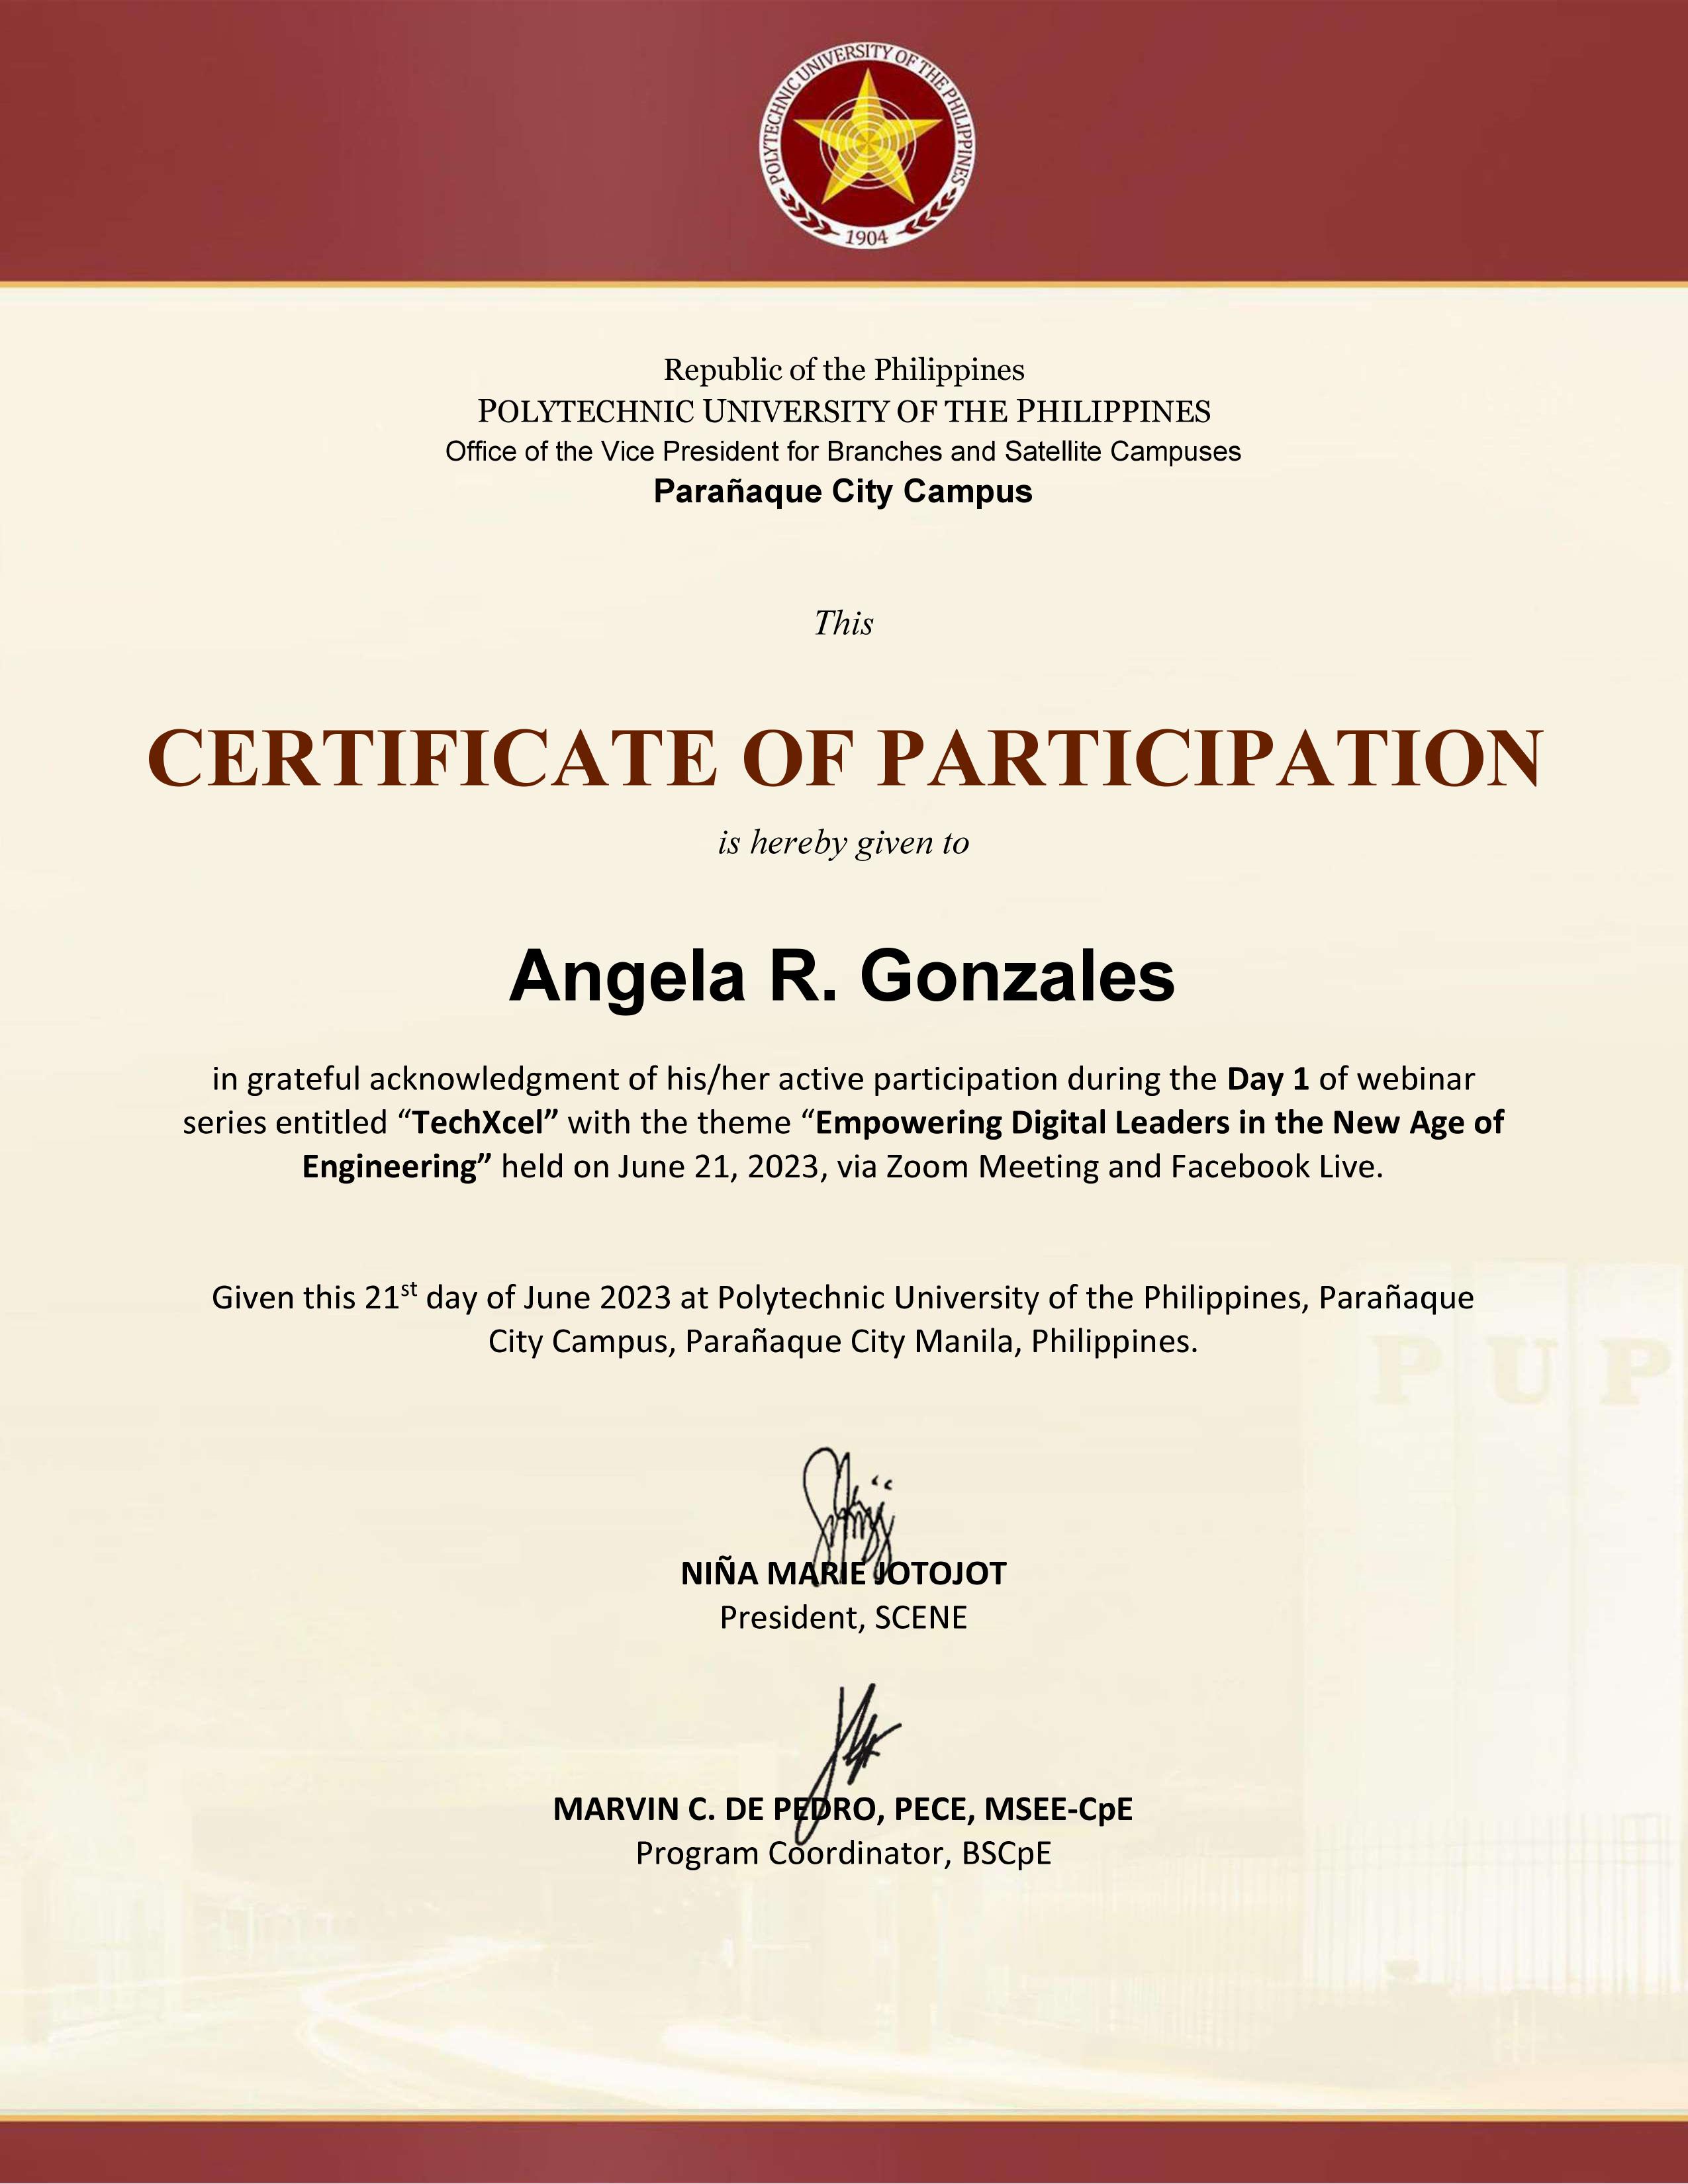 POLYTECHNIC UNIVERSITY OF THE PHILIPPINES
1904
Republic of the Philippines
POLYTECHNIC UNIVERSITY OF THE PHILIPPINES
Office of the Vice President for Branches and Satellite Campuses
Parañaque City Campus
This
CERTIFICATE OF PARTICIPATION
is hereby given to
Angela R. Gonzales
in grateful acknowledgment of his/her active participation during the Day 1 of webinar
series entitled “TechXcel” with the theme “Empowering Digital Leaders in the New Age of
Engineering” held on June 21, 2023, via Zoom Meeting and Facebook Live.
Given this 21st day of June 2023 at Polytechnic University of the Philippines, Parañaque
City Campus, Parañaque City Manila, Philippines.
PUP
NIÑA MARIE JOTOJOT
President, SCENE
MARVIN C. DE PEDRO, PECE, MSEE-CpE
Program Coordinator, BSCpE